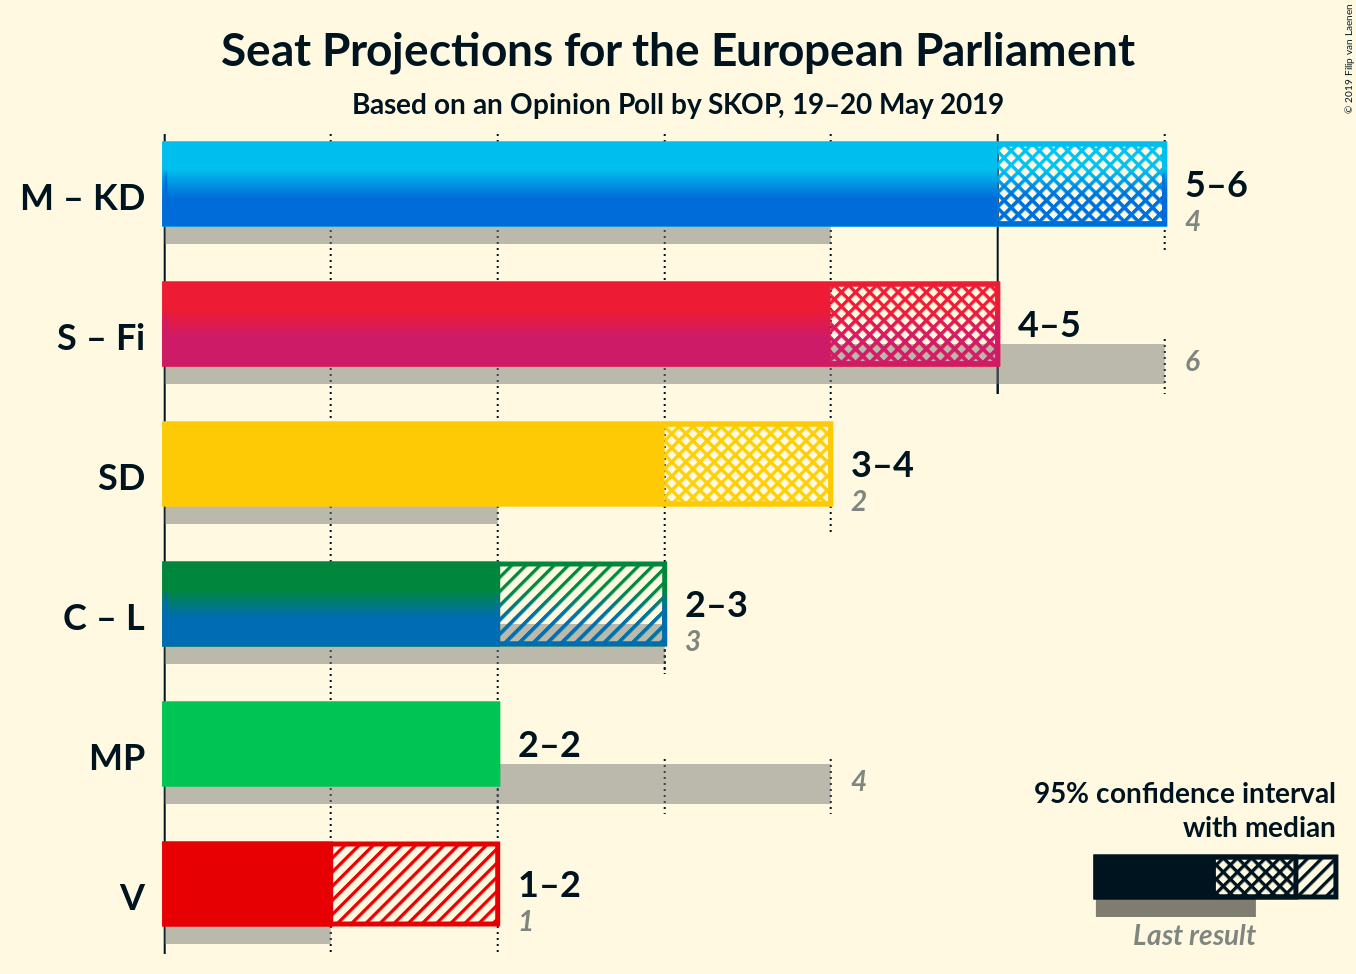 Seat Projections for the European Parliament
Based on an Opinion Poll by SKOP, 19–20 May 2019
© 2019 Filip van Laenen
M – KD
5–6
4
S – Fi
4–5
6
SD
3–4
2
C – L
2–3
3
MP
2–2
4
V
1–2
1
95% confidence interval
with median
Last result